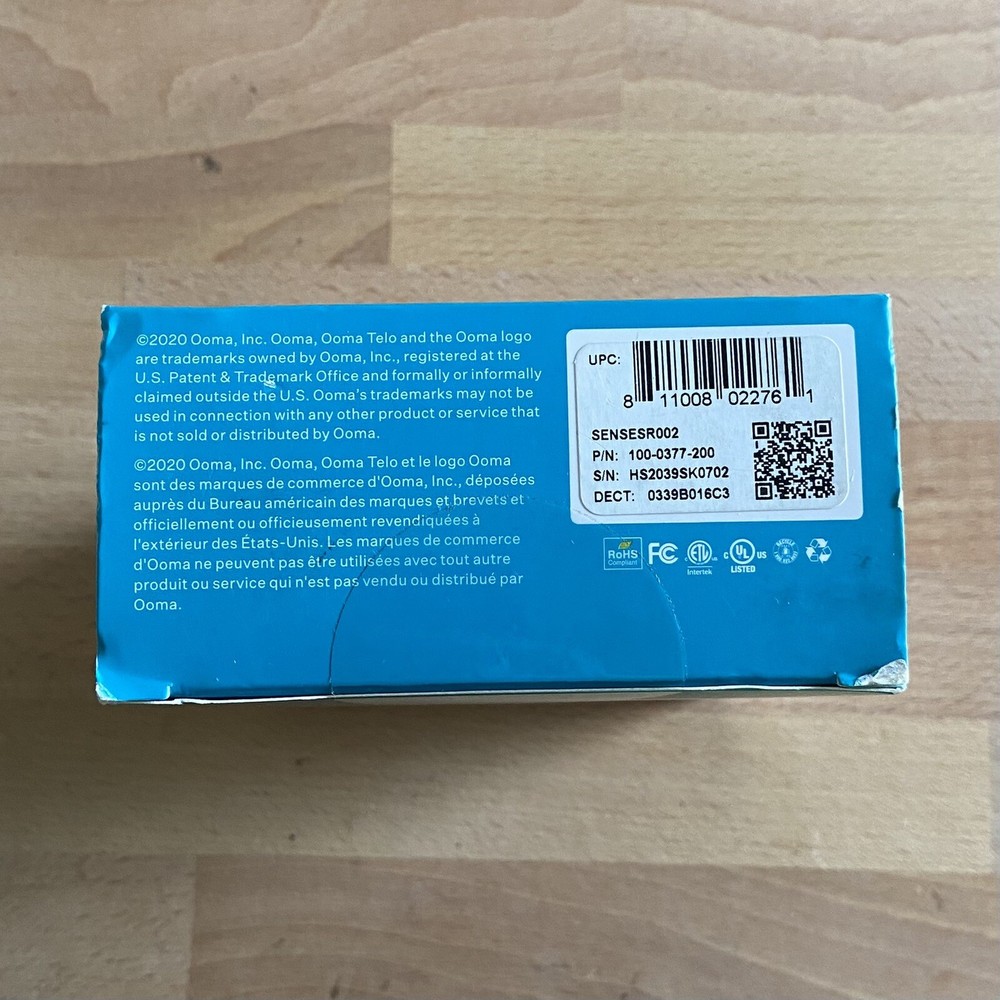 ©2020 Ooma, Inc. Ooma, Ooma Telo and the Ooma logo
are trademarks owned by Ooma, Inc., registered at the
U.S. Patent & Trademark Office and formally or informally
claimed outside the U.S. Ooma's trademarks may not be
used in connection with any other product or service that
is not sold or distributed by Ooma.
©2020 Ooma, Inc. Ooma, Ooma Telo et le logo Ooma
sont des marques de commerce d'Ooma, Inc., déposées
auprès du Bureau américain des marques et brevets et
officiellement ou officieusement revendiquées à
l'extérieur des États-Unis. Les marques de commerce
d'Ooma ne peuvent pas être utilisées avec tout autre
produit ou service qui n'est pas vendu ou distribué par
Ooma.
UPC:
8 11008 02276 1
SENSESR002
P/N: 100-0377-200
S/N: HS2039SK0702
DECT: 0339B016C3
RoHS
Compliant
FC
ETL
Intertek
c UL US
LISTED